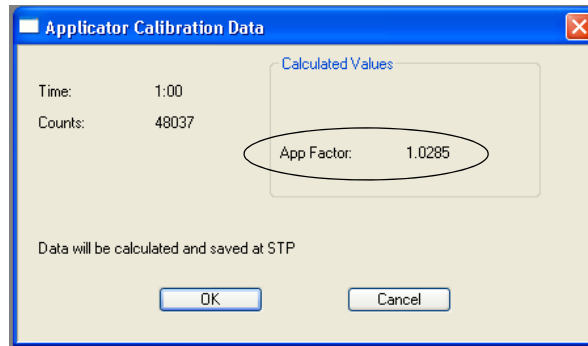 Applicator Calibration Data
Calculated Values
Time: 1:00
Counts: 48037
App Factor: 1.0285
Data will be calculated and saved at STP
OK Cancel